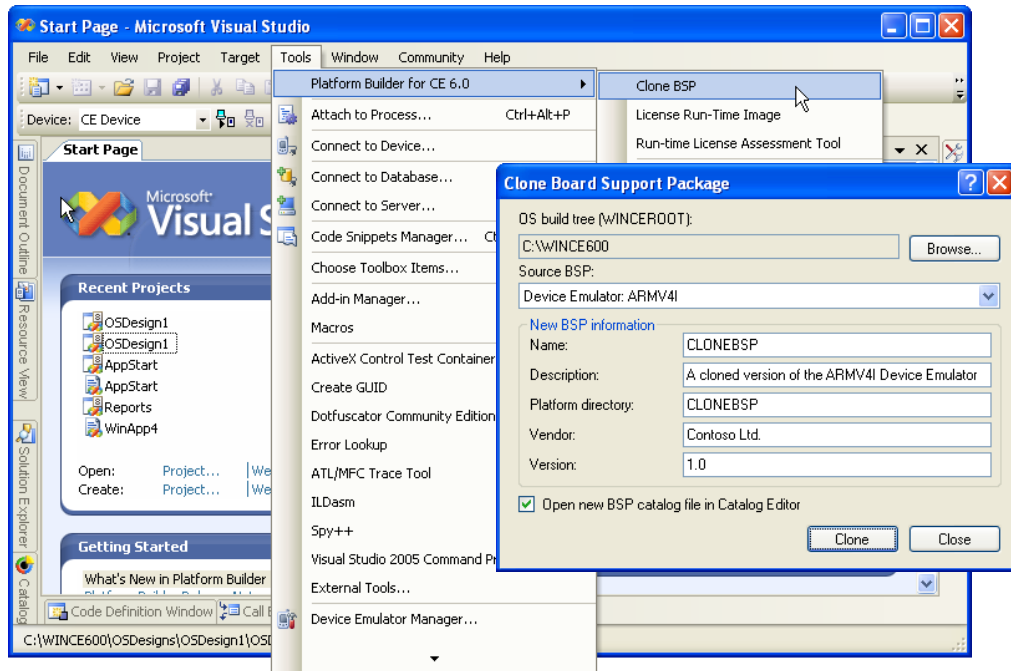 Start Page - Microsoft Visual Studio
File Edit View Project Target Tools Window Community Help
Platform Builder for CE 6.0
Clone BSP
Device: CE Device
Attach to Process... Ctrl+Alt+P
License Run-Time Image
Start Page
Connect to Device...
Run-time License Assessment Tool
Document Outline
Resource View
Solution Explorer
Catalog
Microsoft
Visual
Connect to Database...
Connect to Server...
Code Snippets Manager...
Choose Toolbox Items...
Add-in Manager...
Macros
ActiveX Control Test Container
Create GUID
Dotfuscator Community Edition
Error Lookup
ATL/MFC Trace Tool
ILDasm
Spy++
Visual Studio 2005 Command
External Tools...
Device Emulator Manager...
Recent Projects
OSDesign1
OSDesign1
AppStart
AppStart
Reports
WinApp4
Open: Project... We
Create: Project... We
Getting Started
What's New in Platform Builder
Code Definition Window Call
C:\WINCE600\OSDesigns\OSDesign1\OSI
Clone Board Support Package
OS build tree (WINCEROOT):
C:\WINCE600 Browse...
Source BSP:
Device Emulator: ARMV4I
New BSP information
Name: CLONEBSP
Description: A cloned version of the ARMV4I Device Emulator
Platform directory: CLONEBSP
Vendor: Contoso Ltd.
Version: 1.0
Open new BSP catalog file in Catalog Editor
Clone Close